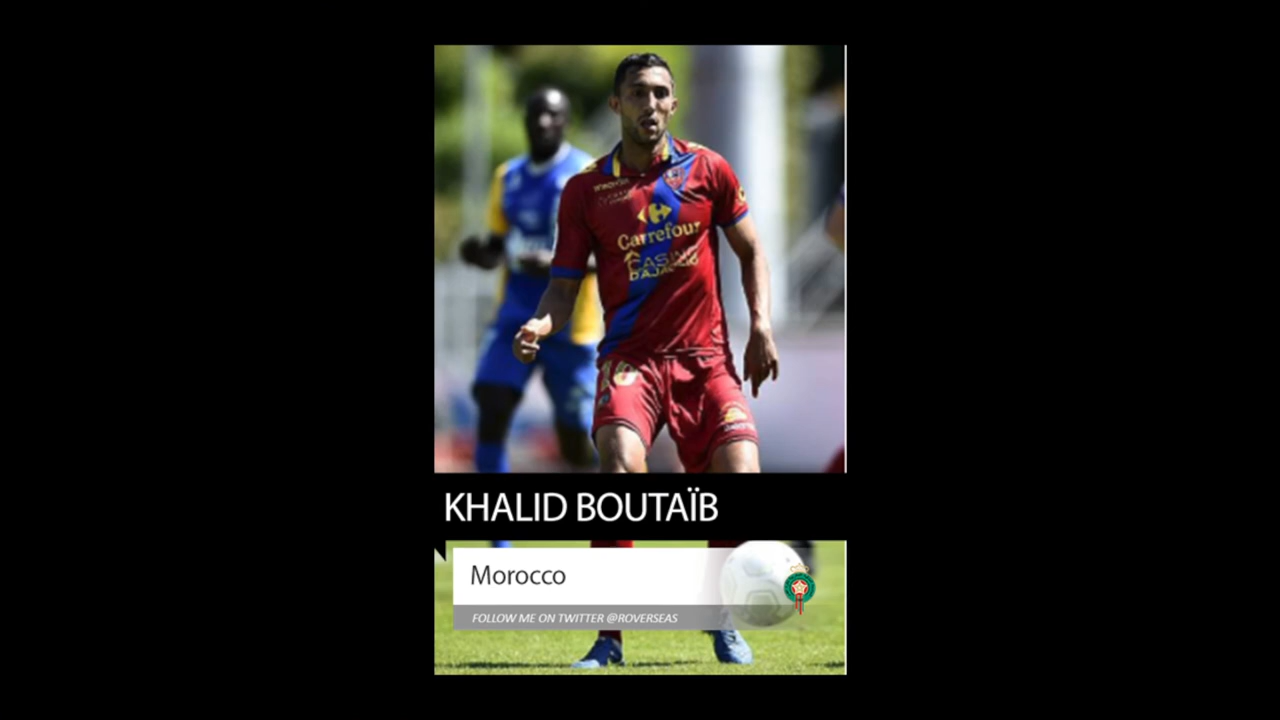 Carrefour
CASINO
D'AJACCIO
KHALID BOUTAÏB
Morocco
FOLLOW ME ON TWITTER @ROVERSEAS